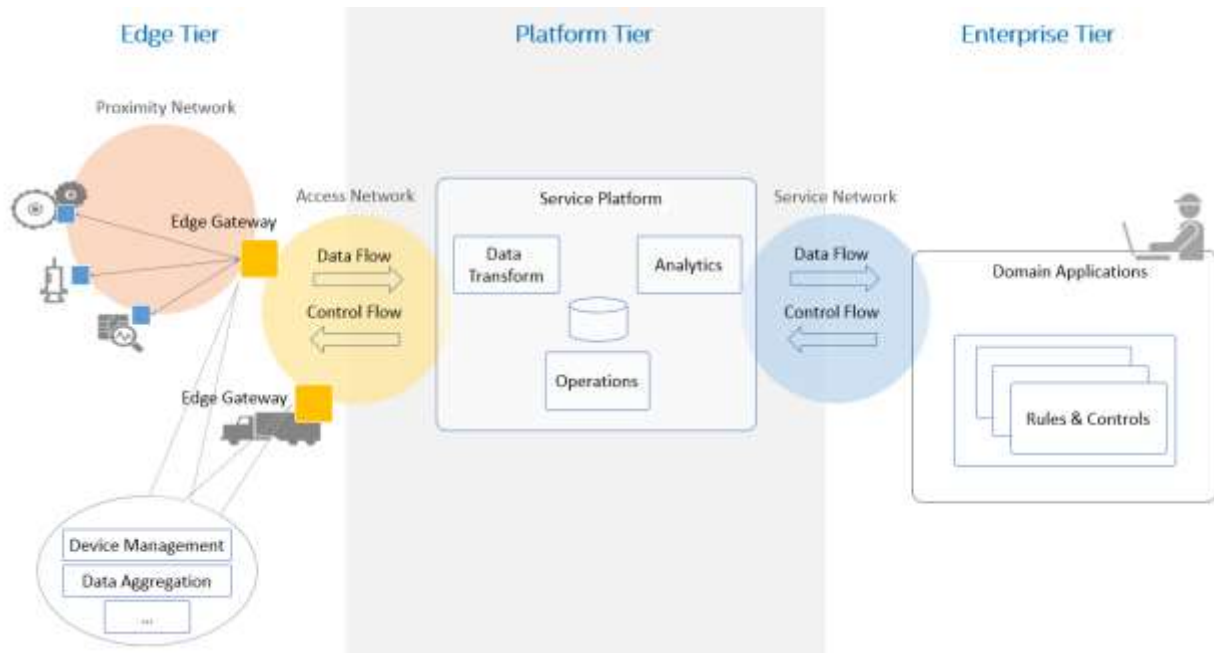 Edge Tier
Platform Tier
Enterprise Tier
Proximity Network
Access Network
Service Platform
Service Network
Edge Gateway
Data Flow
Data
Transform
Analytics
Data Flow
Domain Applications
Control Flow
Control Flow
Operations
Edge Gateway
Rules & Controls
Device Management
Data Aggregation
...